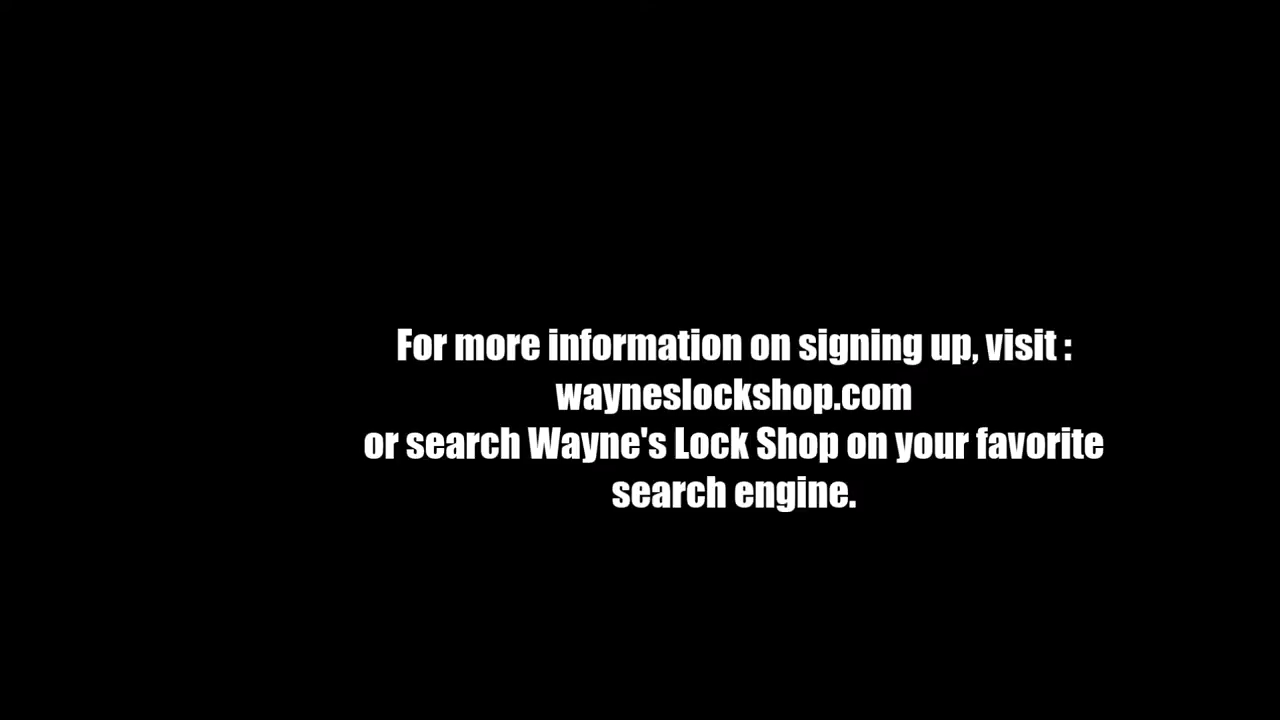 For more information on signing up, visit :
wayneslockshop.com
or search Wayne's Lock Shop on your favorite
search engine.